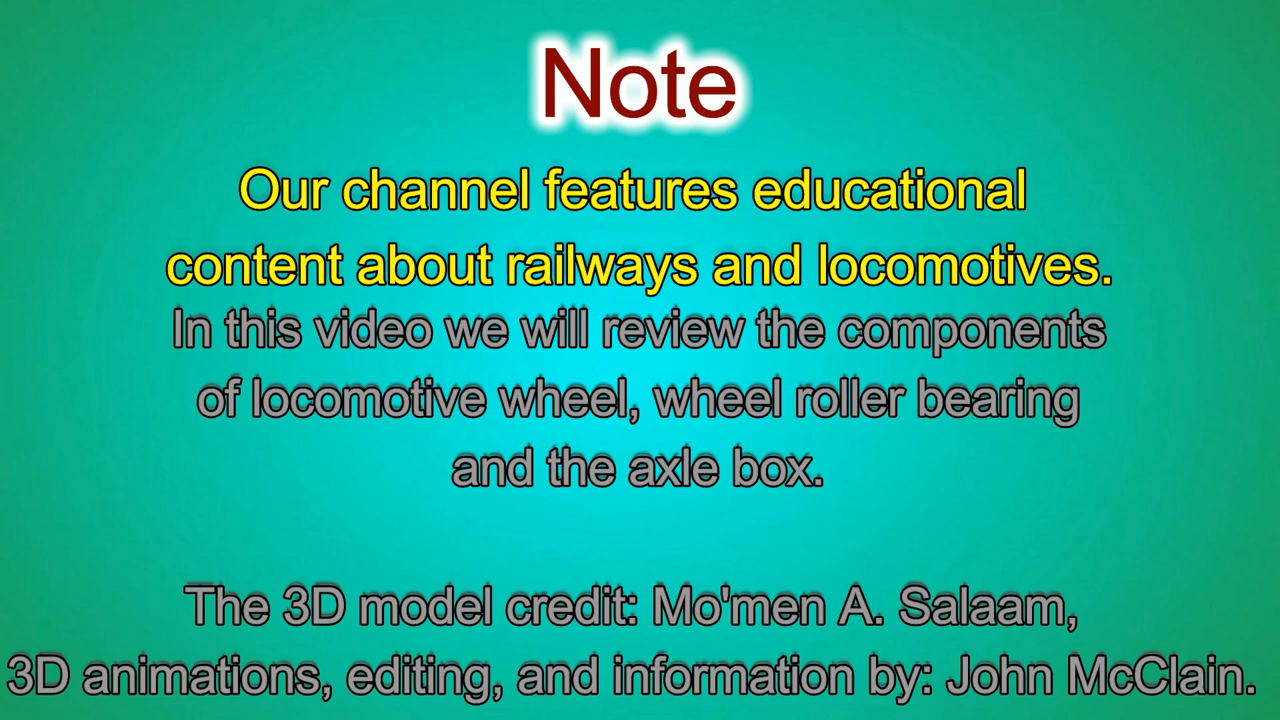 Note
Our channel features educational
content about railways and locomotives.
In this video we will review the components
of locomotive wheel, wheel roller bearing
and the axle box.
The 3D model credit: Mo'men A. Salaam,
3D animations, editing, and information by: John McClain.